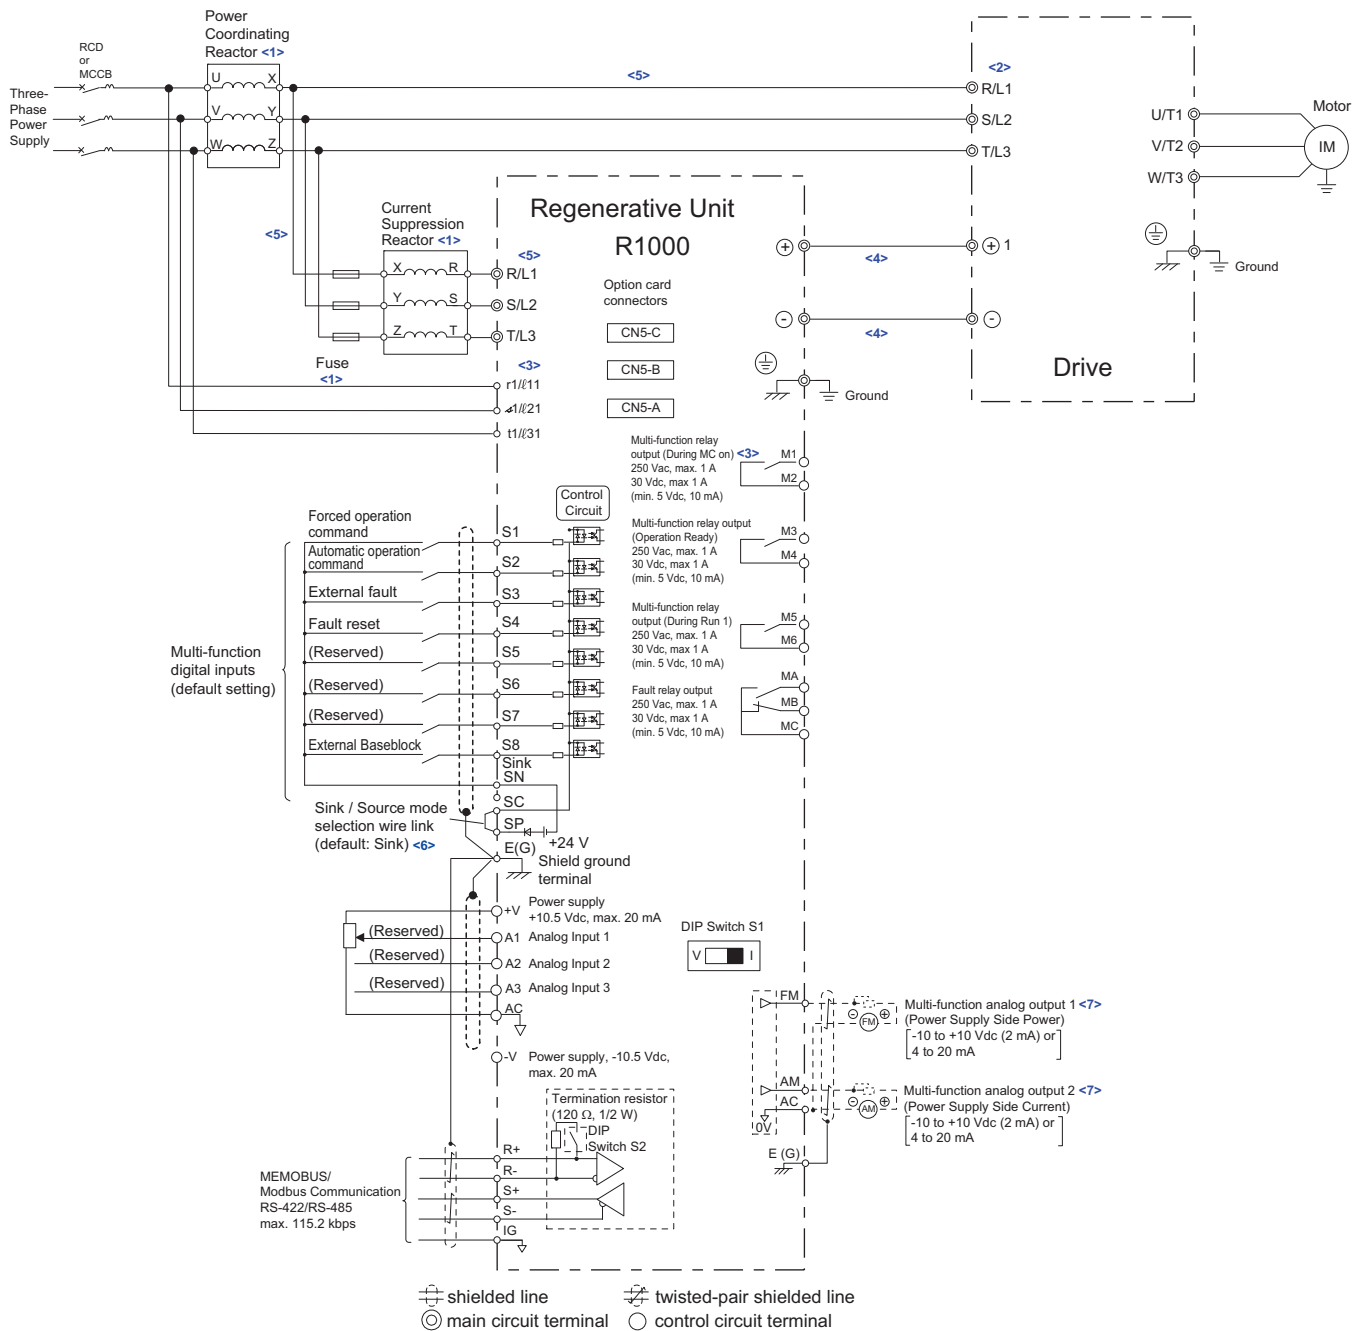 Power
Coordinating
Reactor <1>
RCD
or
MCCB
Three-
Phase
Power
Supply
U X
V Y
W Z
<5>
<2>
R/L1
S/L2
T/L3
U/T1
V/T2
W/T3
Motor
IM
Regenerative Unit
R1000
Current
Suppression
Reactor <1>
<5>
<5>
X R
Y S
Z T
R/L1
S/L2
T/L3
Fuse
<1>
<3>
r1/ℓ11
1/ℓ21
t1/ℓ31
Option card
connectors
CN5-C
CN5-B
CN5-A
+
-
<4>
<4>
+ 1
-
Ground
Ground
Drive
Multi-function relay
output (During MC on) <3>
250 Vac, max. 1 A
30 Vdc, max 1 A
(min. 5 Vdc, 10 mA)
M1
M2
Multi-function relay output
(Operation Ready)
250 Vac, max. 1 A
30 Vdc, max 1 A
(min. 5 Vdc, 10 mA)
M3
M4
Multi-function relay
output (During Run 1)
250 Vac, max. 1 A
30 Vdc, max 1 A
(min. 5 Vdc, 10 mA)
M5
M6
Fault relay output
250 Vac, max. 1 A
30 Vdc, max 1 A
(min. 5 Vdc, 10 mA)
MA
MB
MC
Control
Circuit
Multi-function
digital inputs
(default setting)
Forced operation
command
S1
Automatic operation
command
S2
External fault
S3
Fault reset
S4
(Reserved)
S5
(Reserved)
S6
(Reserved)
S7
External Baseblock
S8
Sink
SN
SC
SP
+24 V
Sink / Source mode
selection wire link
(default: Sink) <6>
E(G)
Shield ground
terminal
+V Power supply
+10.5 Vdc, max. 20 mA
(Reserved)
A1 Analog Input 1
(Reserved)
A2 Analog Input 2
(Reserved)
A3 Analog Input 3
AC
-V Power supply, -10.5 Vdc,
max. 20 mA
DIP Switch S1
V I
FM
FM
Multi-function analog output 1 <7>
(Power Supply Side Power)
-10 to +10 Vdc (2 mA) or
4 to 20 mA
AM
AC
0V
AM
Multi-function analog output 2 <7>
(Power Supply Side Current)
-10 to +10 Vdc (2 mA) or
4 to 20 mA
E (G)
Termination resistor
(120 Ω, 1/2 W)
DIP
Switch S2
MEMOBUS/
Modbus Communication
RS-422/RS-485
max. 115.2 kbps
R+
R-
S+
S-
IG
shielded line
twisted-pair shielded line
main circuit terminal
control circuit terminal